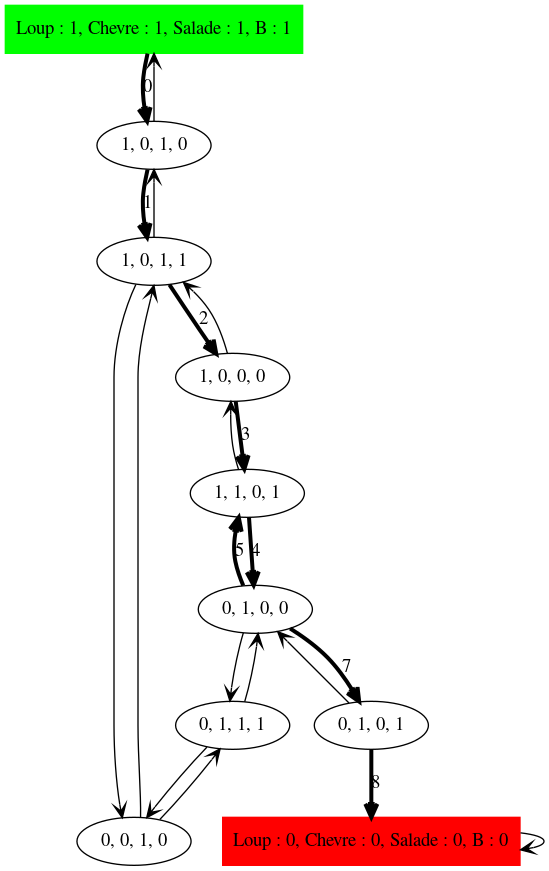 Loup : 1, Chevre : 1, Salade : 1, B : 1
0
1, 0, 1, 0
1
1, 0, 1, 1
2
1, 0, 0, 0
3
1, 1, 0, 1
5
4
0, 1, 0, 0
7
0, 1, 1, 1
0, 1, 0, 1
8
0, 0, 1, 0
Loup : 0, Chevre : 0, Salade : 0, B : 0